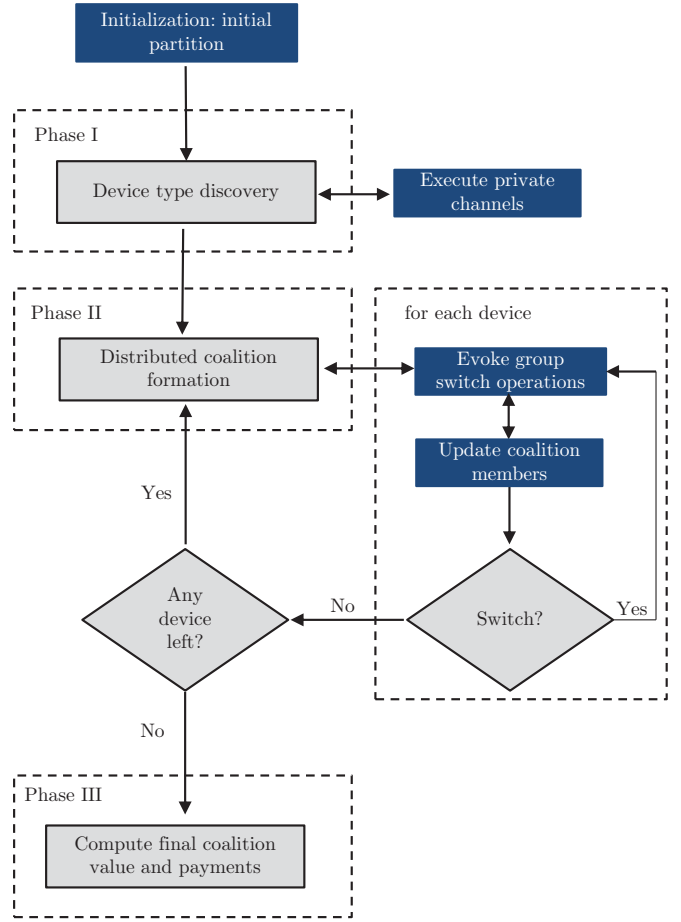 Initialization: initial
partition
Phase I
Device type discovery
Execute private
channels
Phase II
Distributed coalition
formation
for each device
Evoke group
switch operations
Update coalition
members
Yes
Any
device
left?
No
Switch?
Yes
No
Phase III
Compute final coalition
value and payments